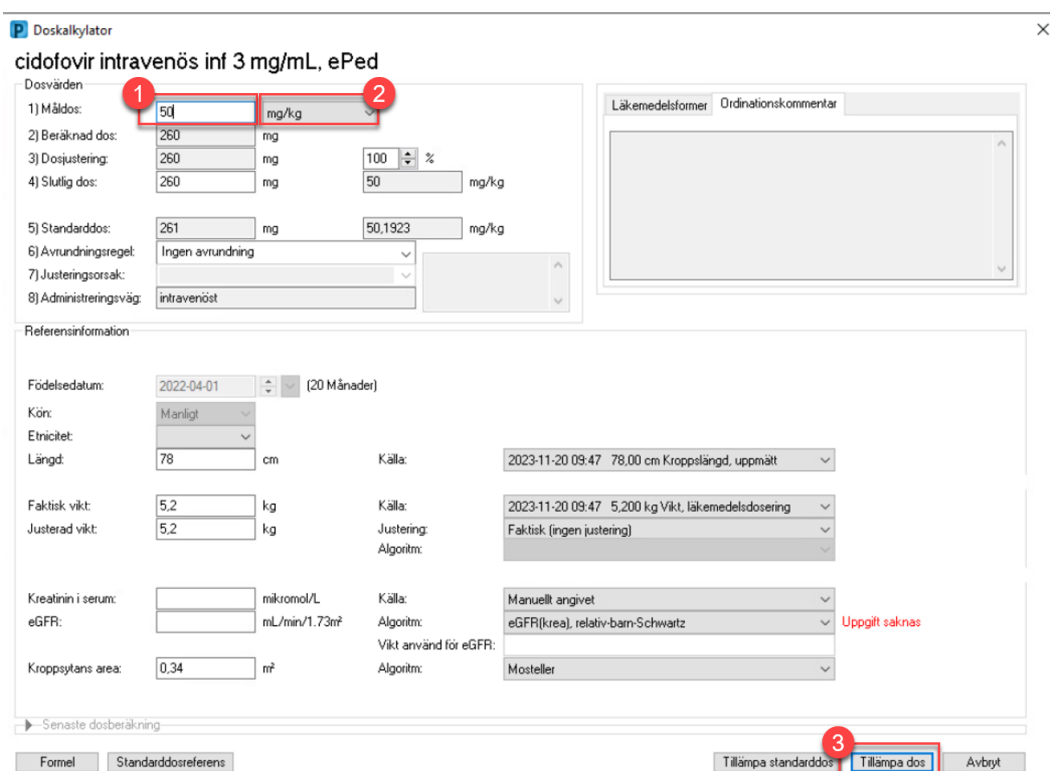 P Doskalkylator
cidofovir intravenös inf 3 mg/mL, ePed
Dosvärden
1
2
1) Måldos: 50 mg/kg
2) Beräknad dos: 260 mg
3) Dosjustering: 260 mg 100 %
4) Slutlig dos: 260 mg 50 mg/kg
5) Standarddos: 261 mg 50,1923 mg/kg
6) Avrundningsregel: Ingen avrundning
7) Justeringsorsak:
8) Administreringsväg: intravenöst
Läkemedelsformer Ordinationskommentar
Referensinformation
Födelsedatum: 2022-04-01 (20 Månader)
Kön: Manligt
Etnicitet:
Längd: 78 cm Källa: 2023-11-20 09:47 78,00 cm Kroppslängd, uppmätt
Faktisk vikt: 5,2 kg Källa: 2023-11-20 09:47 5,200 kg Vikt, läkemedelsdosering
Justerad vikt: 5,2 kg Justering: Faktisk (ingen justering)
Algoritm:
Kreatinin i serum: mikromol/L Källa: Manuellt angivet
eGFR: mL/min/1.73m² Algoritm: eGFR(krea), relativ-barn-Schwartz Uppgift saknas
Vikt använd för eGFR:
Kroppsytans area: 0,34 m² Algoritm: Mosteller
Senaste dosberäkning
3
Formel Standarddosreferens Tillämpa standarddos Tillämpa dos Avbryt